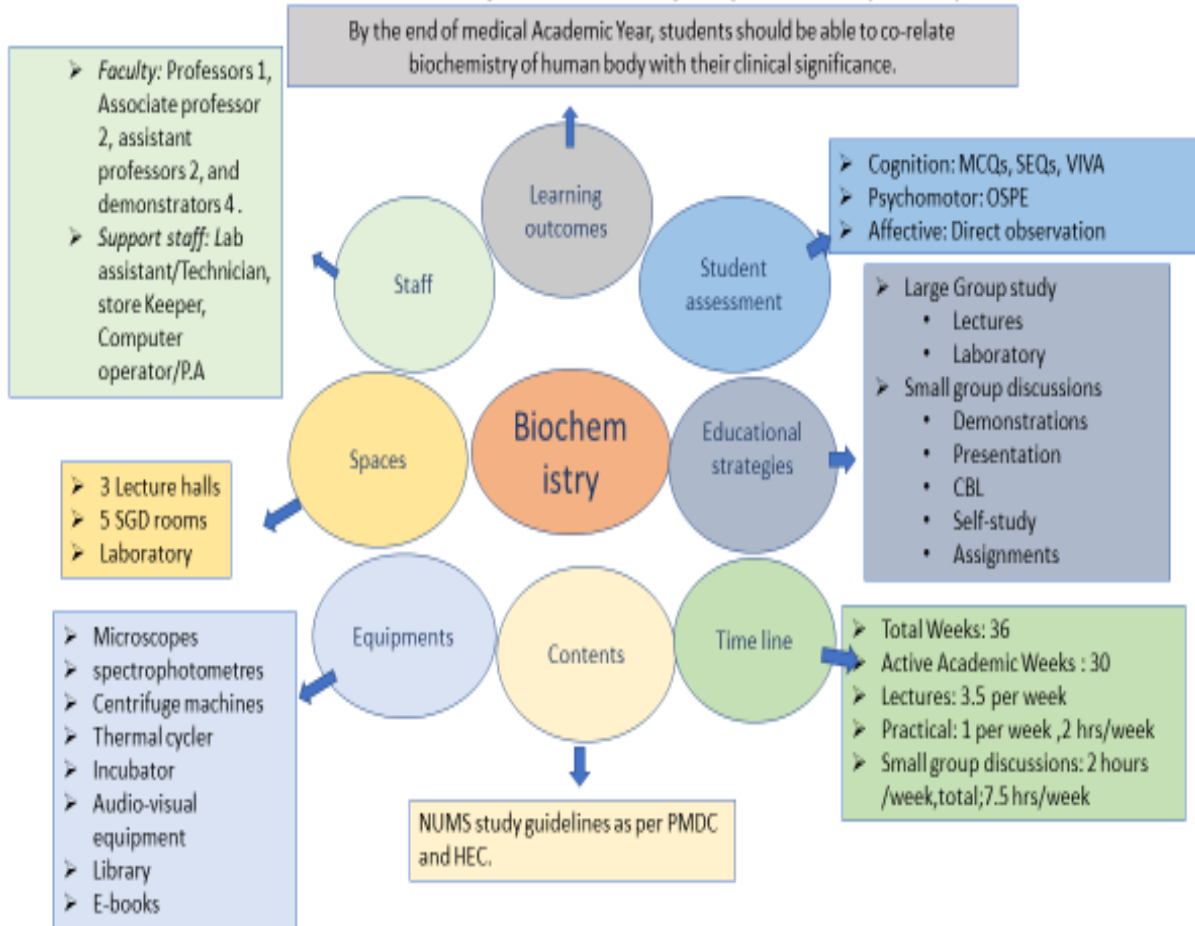 By the end of medical Academic Year, students should be able to co-relate
biochemistry of human body with their clinical significance.
➢ Faculty: Professors 1,
Associate professor
2, assistant
professors 2, and
demonstrators 4 .
➢ Support staff: Lab
assistant/Technician,
store Keeper,
Computer
operator/P.A
Learning
outcomes
➢ Cognition: MCQs, SEQs, VIVA
➢ Psychomotor: OSPE
➢ Affective: Direct observation
Staff
Student
assessment
➢ Large Group study
• Lectures
• Laboratory
➢ Small group discussions
• Demonstrations
• Presentation
• CBL
• Self-study
• Assignments
Spaces
Biochem
istry
Educational
strategies
➢ 3 Lecture halls
➢ 5 SGD rooms
➢ Laboratory
Equipments
Contents
Time line
➢ Microscopes
➢ spectrophotometres
➢ Centrifuge machines
➢ Thermal cycler
➢ Incubator
➢ Audio-visual
equipment
➢ Library
➢ E-books
➢ Total Weeks: 36
➢ Active Academic Weeks : 30
➢ Lectures: 3.5 per week
➢ Practical: 1 per week ,2 hrs/week
➢ Small group discussions: 2 hours
/week,total;7.5 hrs/week
NUMS study guidelines as per PMDC
and HEC.